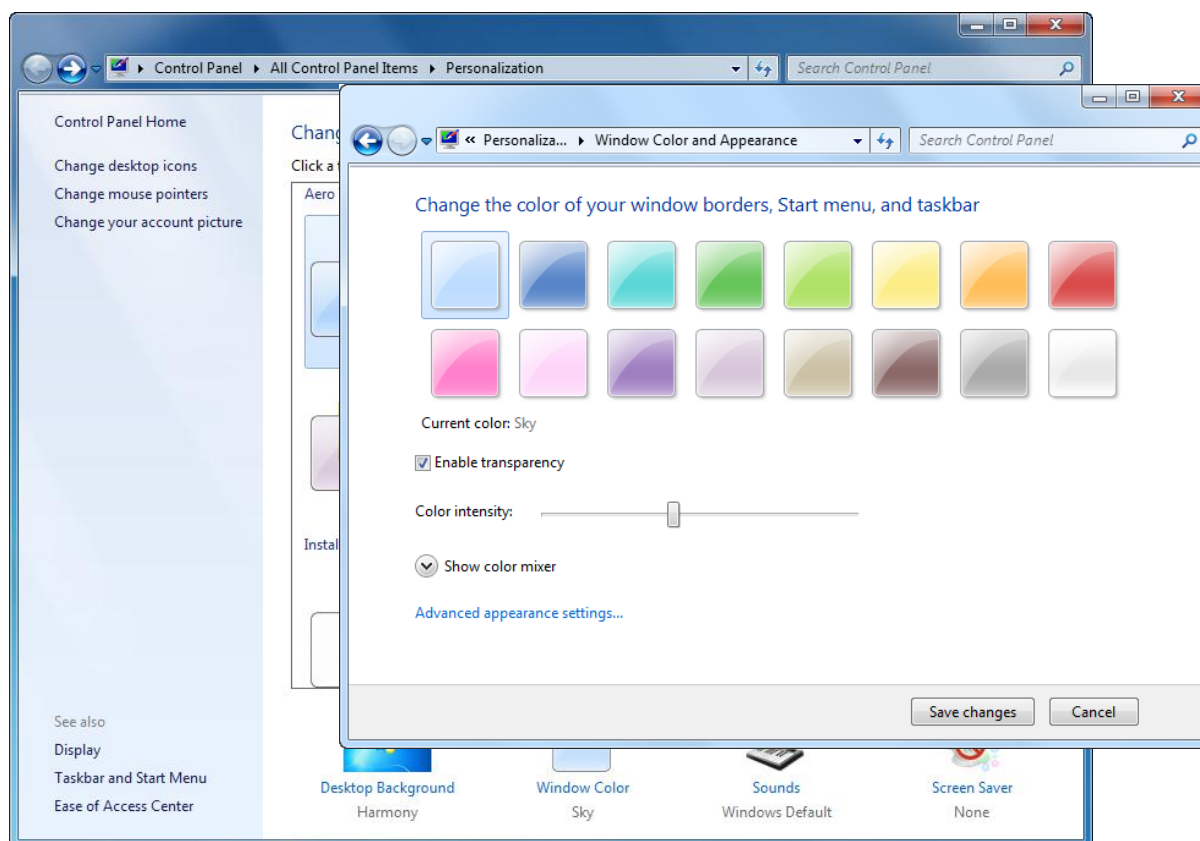 Control Panel ▸ All Control Panel Items ▸ Personalization
Search Control Panel
Control Panel Home
Change desktop icons
Change mouse pointers
Change your account picture
See also
Display
Taskbar and Start Menu
Ease of Access Center
Click a
Aero
Desktop Background
Harmony
Window Color
Sky
Sounds
Windows Default
Screen Saver
None
« Personaliza... ▸ Window Color and Appearance
Search Control Panel
Change the color of your window borders, Start menu, and taskbar
Current color: Sky
Enable transparency
Color intensity:
Show color mixer
Advanced appearance settings...
Save changes
Cancel